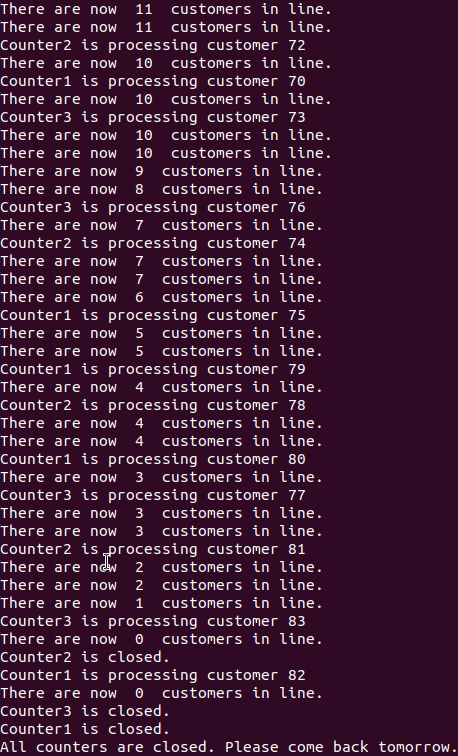 There are now  11  customers in line.
There are now  11  customers in line.
Counter2 is processing customer 72
There are now  10  customers in line.
Counter1 is processing customer 70
There are now  10  customers in line.
Counter3 is processing customer 73
There are now  10  customers in line.
There are now  10  customers in line.
There are now  9  customers in line.
There are now  8  customers in line.
Counter3 is processing customer 76
There are now  7  customers in line.
Counter2 is processing customer 74
There are now  7  customers in line.
There are now  7  customers in line.
There are now  6  customers in line.
Counter1 is processing customer 75
There are now  5  customers in line.
There are now  5  customers in line.
Counter1 is processing customer 79
There are now  4  customers in line.
Counter2 is processing customer 78
There are now  4  customers in line.
There are now  4  customers in line.
Counter1 is processing customer 80
There are now  3  customers in line.
Counter3 is processing customer 77
There are now  3  customers in line.
There are now  3  customers in line.
Counter2 is processing customer 81
There are now  2  customers in line.
There are now  2  customers in line.
There are now  1  customers in line.
Counter3 is processing customer 83
There are now  0  customers in line.
Counter2 is closed.
Counter1 is processing customer 82
There are now  0  customers in line.
Counter3 is closed.
Counter1 is closed.
All counters are closed. Please come back tomorrow.